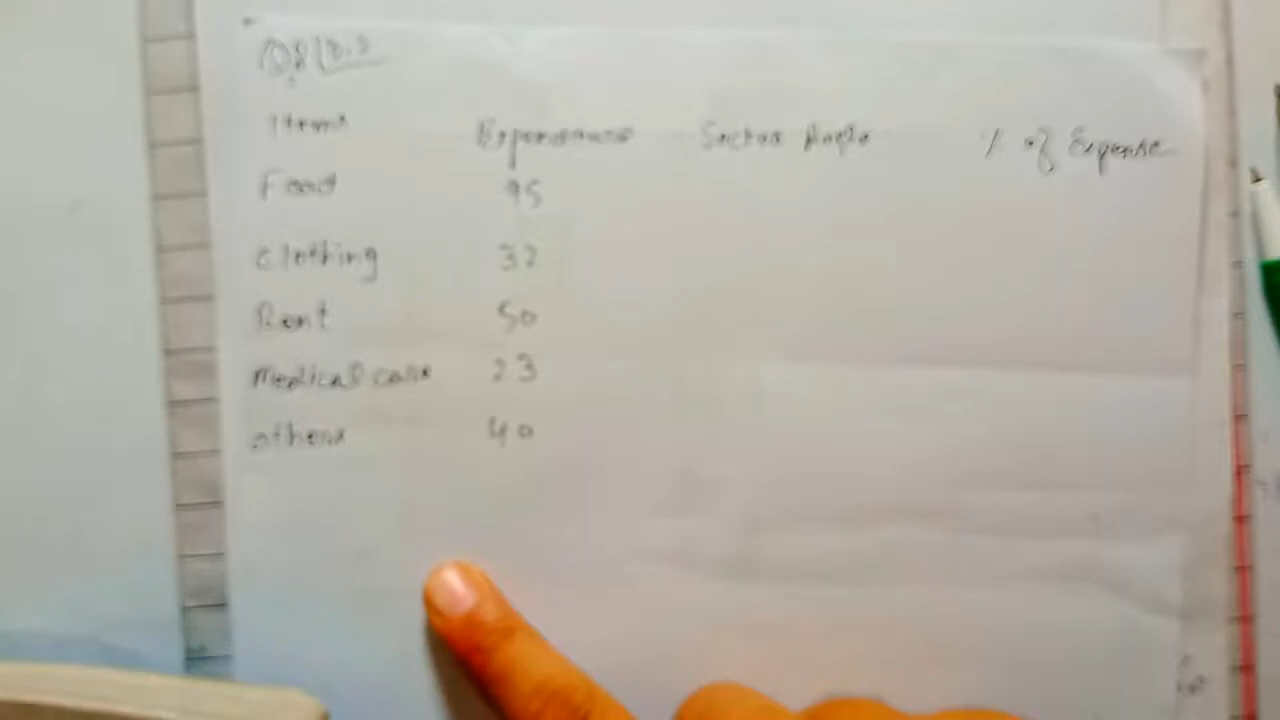 Items Expenditure Sector Angle % of Expense
Food 95
Clothing 32
Rent 50
Medical care 23
others 40